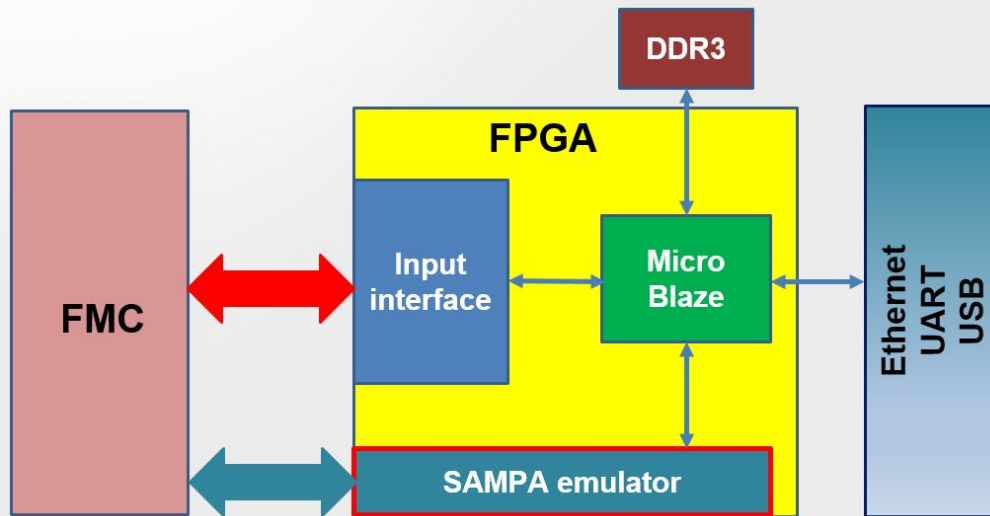 DDR3
FPGA
FMC
Input
interface
Micro
Blaze
Ethernet
UART
USB
SAMPA emulator